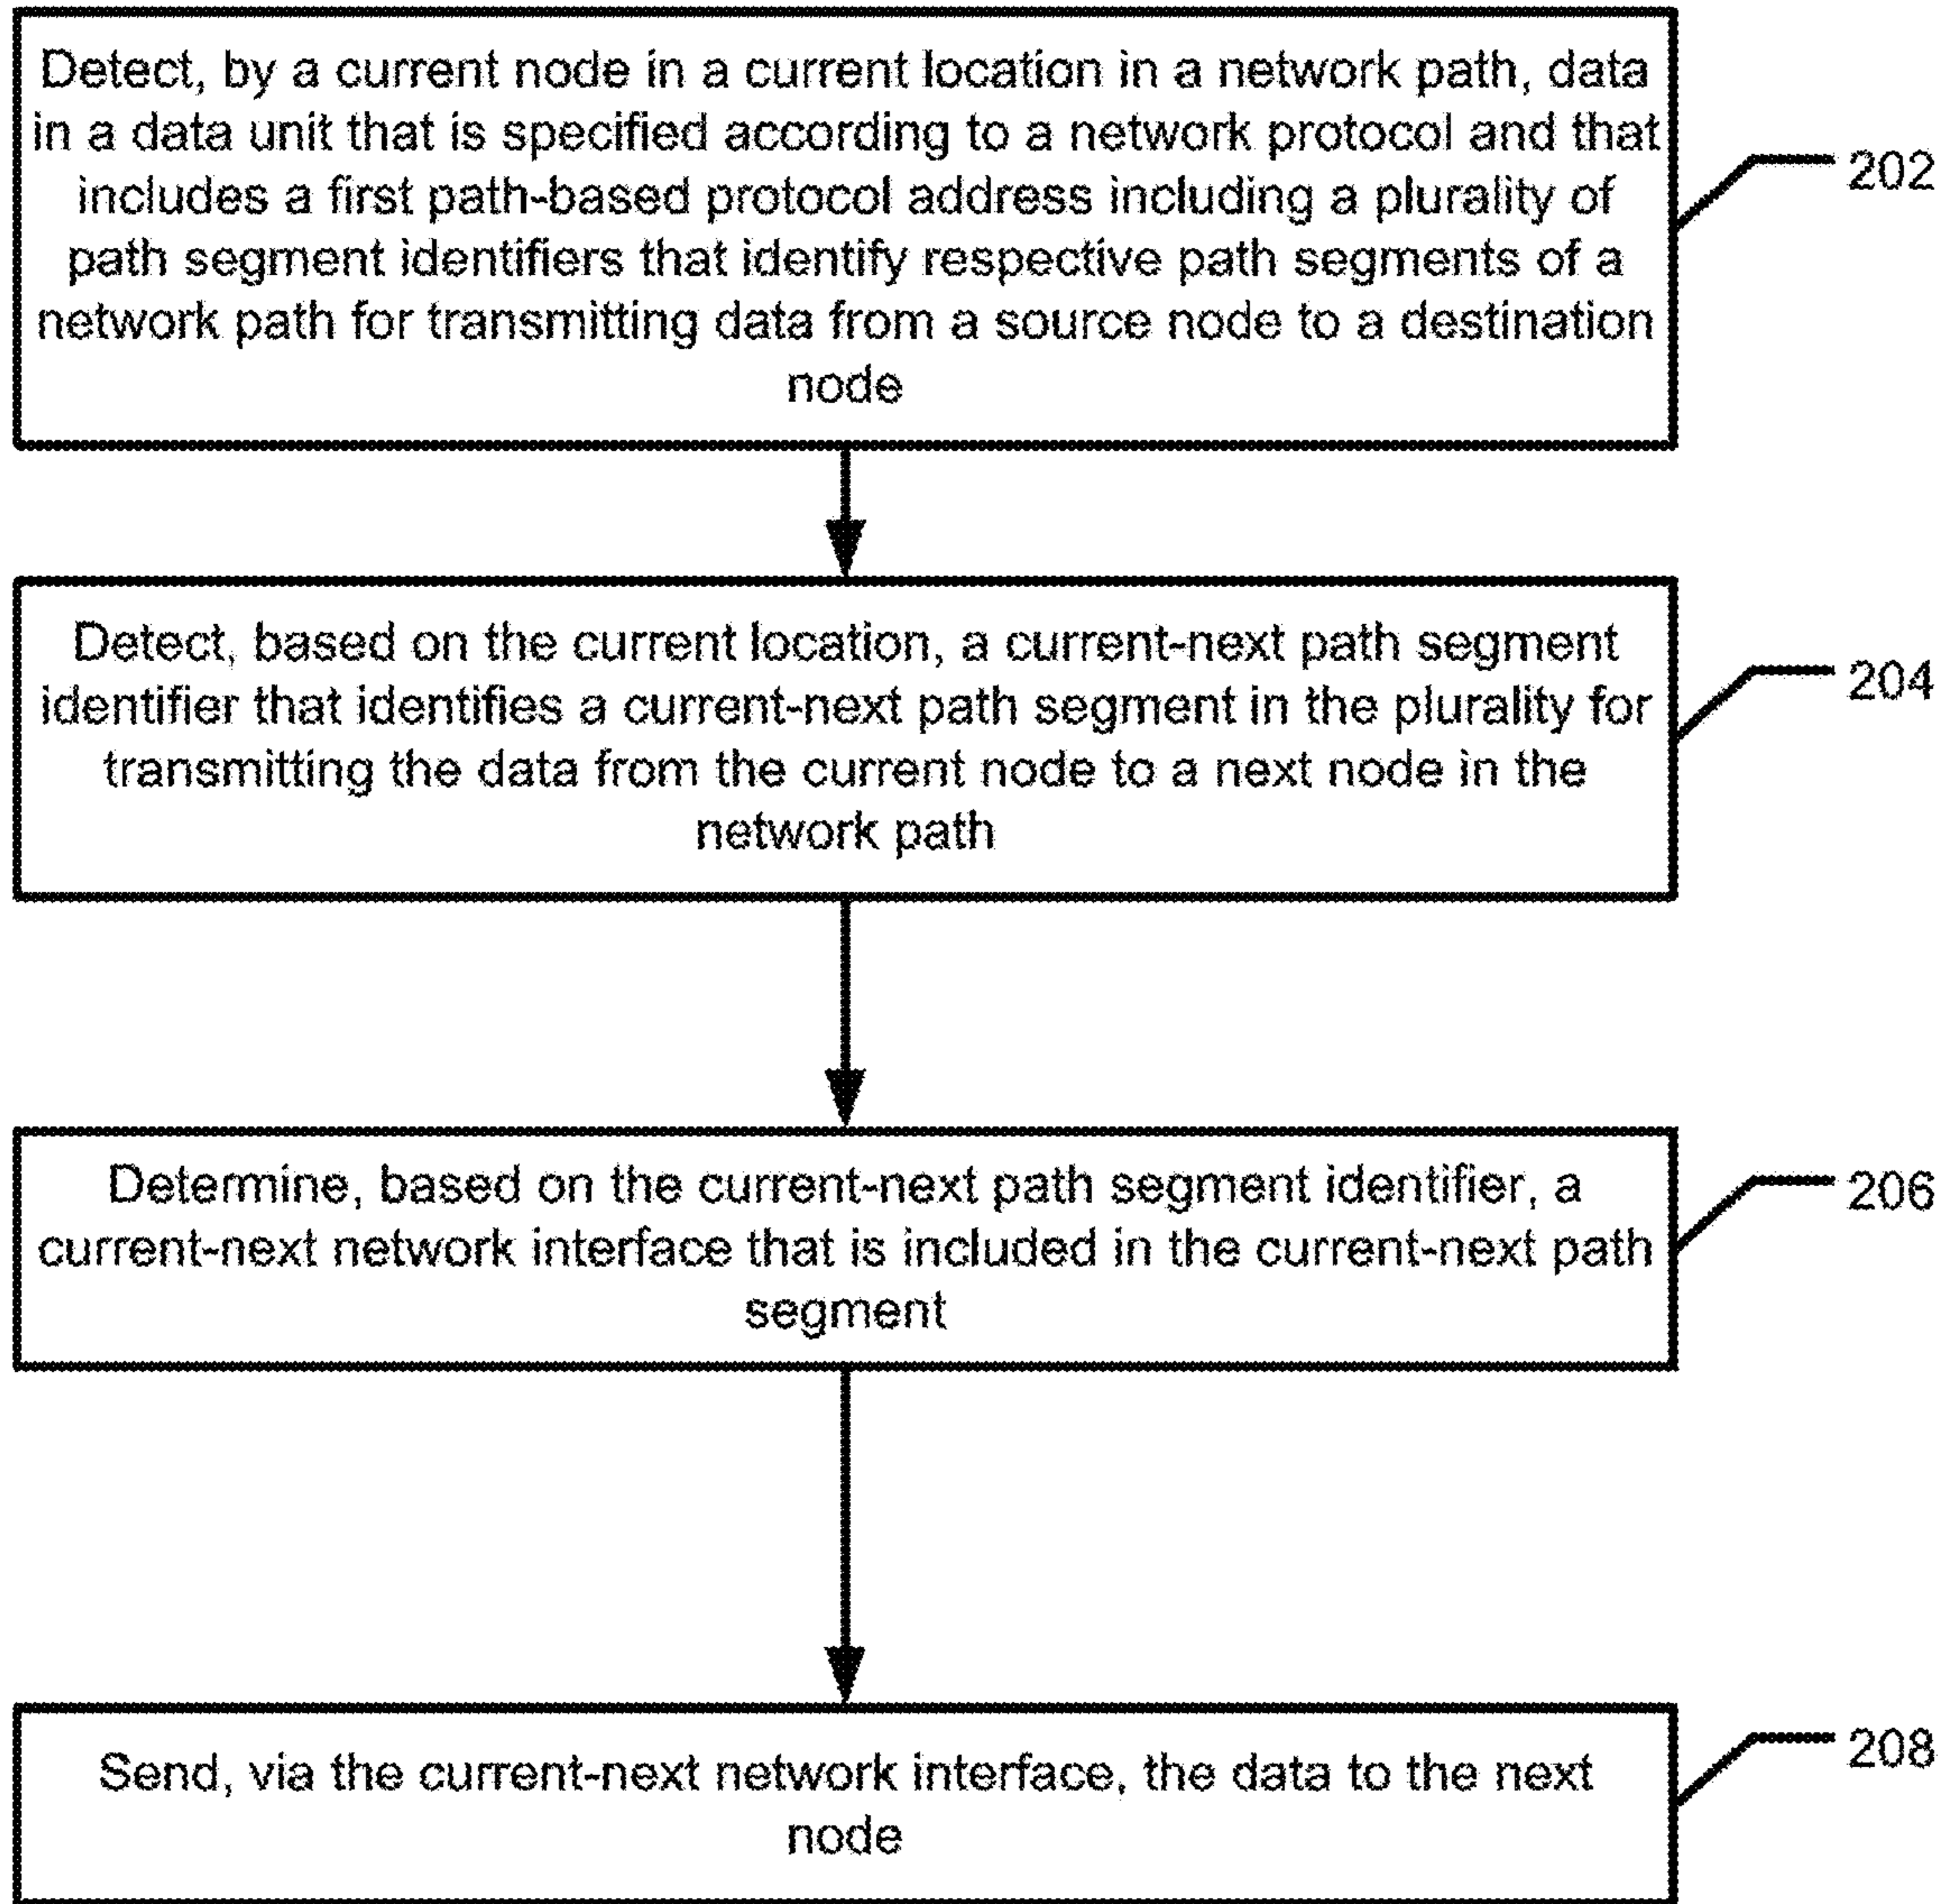 Detect, by a current node in a current location in a network path, data
in a data unit that is specified according to a network protocol and that
includes a first path-based protocol address including a plurality of
path segment identifiers that identify respective path segments of a
network path for transmitting data from a source node to a destination
node
202
Detect, based on the current location, a current-next path segment
identifier that identifies a current-next path segment in the plurality for
transmitting the data from the current node to a next node in the
network path
204
Determine, based on the current-next path segment identifier, a
current-next network interface that is included in the current-next path
segment
206
Send, via the current-next network interface, the data to the next
node
208